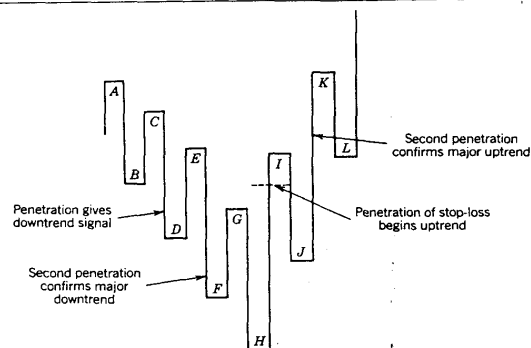 A
B
C
D
E
F
G
H
I
J
K
L
Penetration gives
downtrend signal
Second penetration
confirms major
downtrend
Second penetration
confirms major uptrend
Penetration of stop-loss
begins uptrend